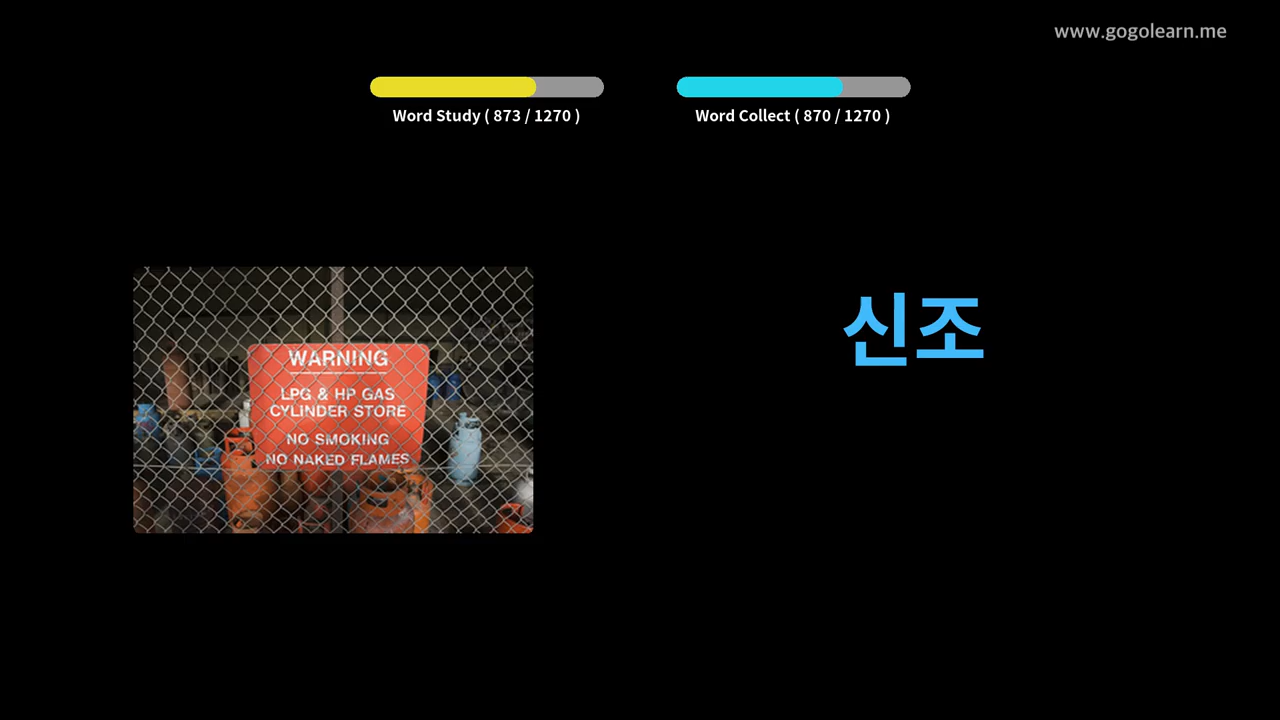 www.gogolearn.me
Word Study ( 873 / 1270 )
Word Collect ( 870 / 1270 )
WARNING
LPG & HP GAS
CYLINDER STORE
NO SMOKING
NO NAKED FLAMES
신조